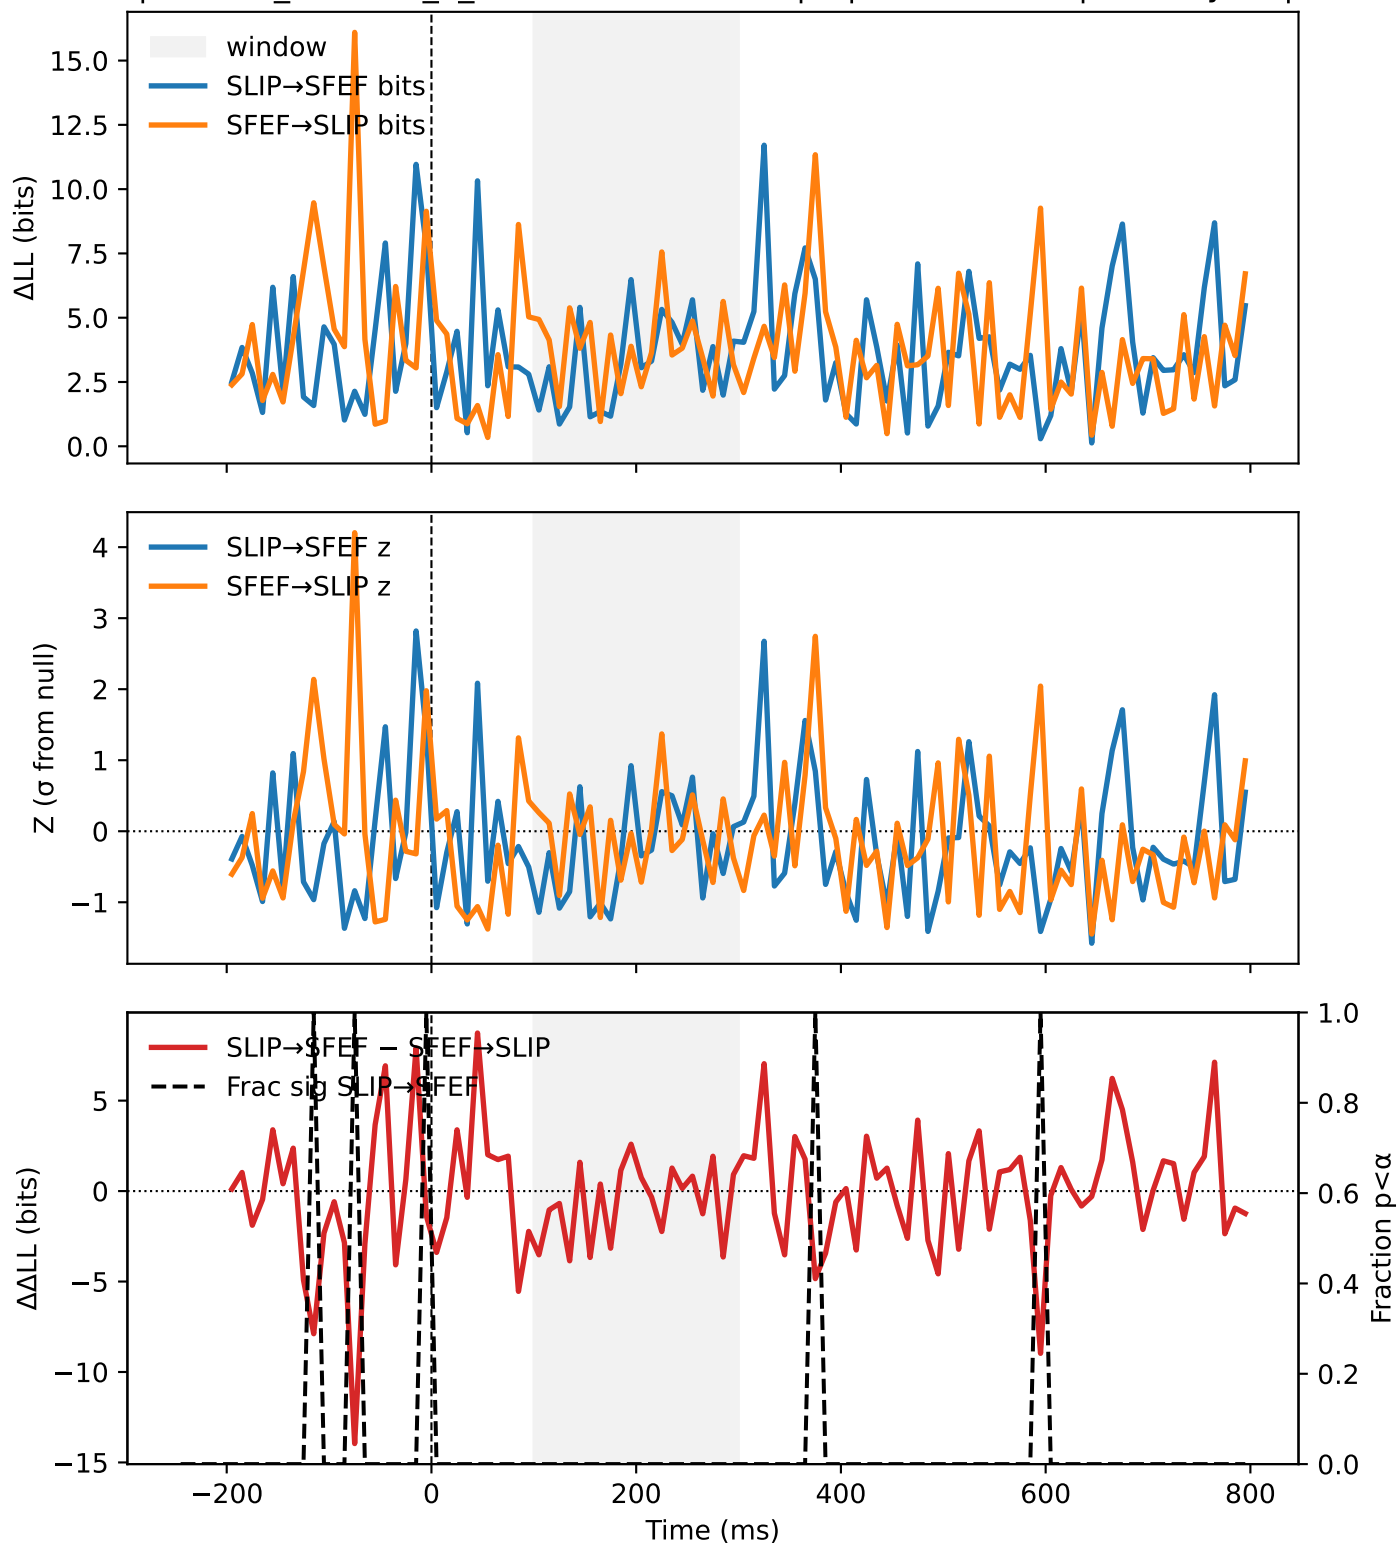 window
SLIP→SFEF bits
SFEF→SLIP bits
ΔLL (bits)
15.0
12.5
10.0
7.5
5.0
2.5
0.0
SLIP→SFEF z
SFEF→SLIP z
Z (σ from null)
4
3
2
1
0
−1
SLIP→SFEF − SFEF→SLIP
Frac sig SLIP→SFEF
ΔΔLL (bits)
5
0
−5
−10
−15
1.0
0.8
0.6
0.4
0.2
0.0
Fraction p<α
−200 0 200 400 600 800
Time (ms)